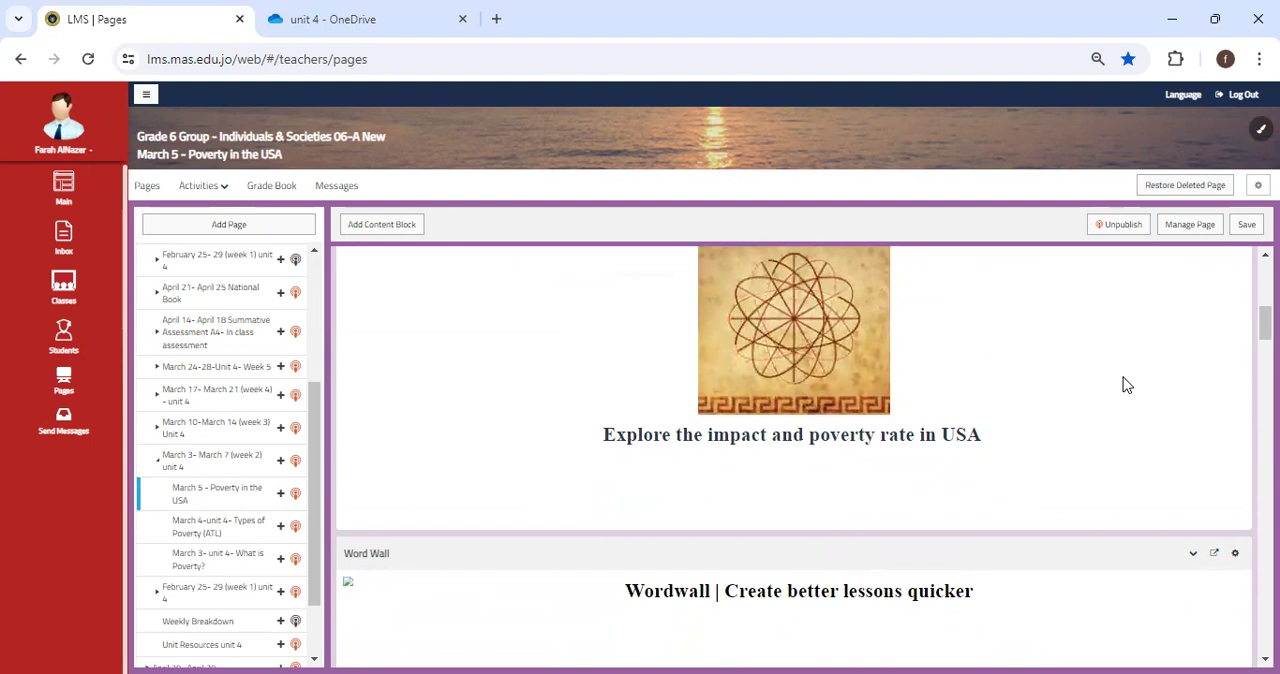 LMS | Pages
unit 4 - OneDrive
lms.mas.edu.jo/web/#/teachers/pages
f
Language
Log Out
Farah AlNazer
Grade 6 Group - Individuals & Societies 06-A New
March 5 - Poverty in the USA
Main
Inbox
Classes
Students
Pages
Send Messages
Pages
Activities
Grade Book
Messages
Restore Deleted Page
Add Page
Add Content Block
Unpublish
Manage Page
Save
February 25- 29 (week 1) unit
4
April 21- April 25 National
Book
April 14- April 18 Summative
Assessment A4- In class
assessment
March 24-28-Unit 4- Week 5
March 17- March 21 (week 4)
- unit 4
March 10-March 14 (week 3)
Unit 4
March 3- March 7 (week 2)
unit 4
March 5 - Poverty in the
USA
March 4-unit 4- Types of
Poverty (ATL)
March 3- unit 4- What is
Poverty?
February 25- 29 (week 1) unit
4
Weekly Breakdown
Unit Resources unit 4
Explore the impact and poverty rate in USA
Word Wall
Wordwall | Create better lessons quicker